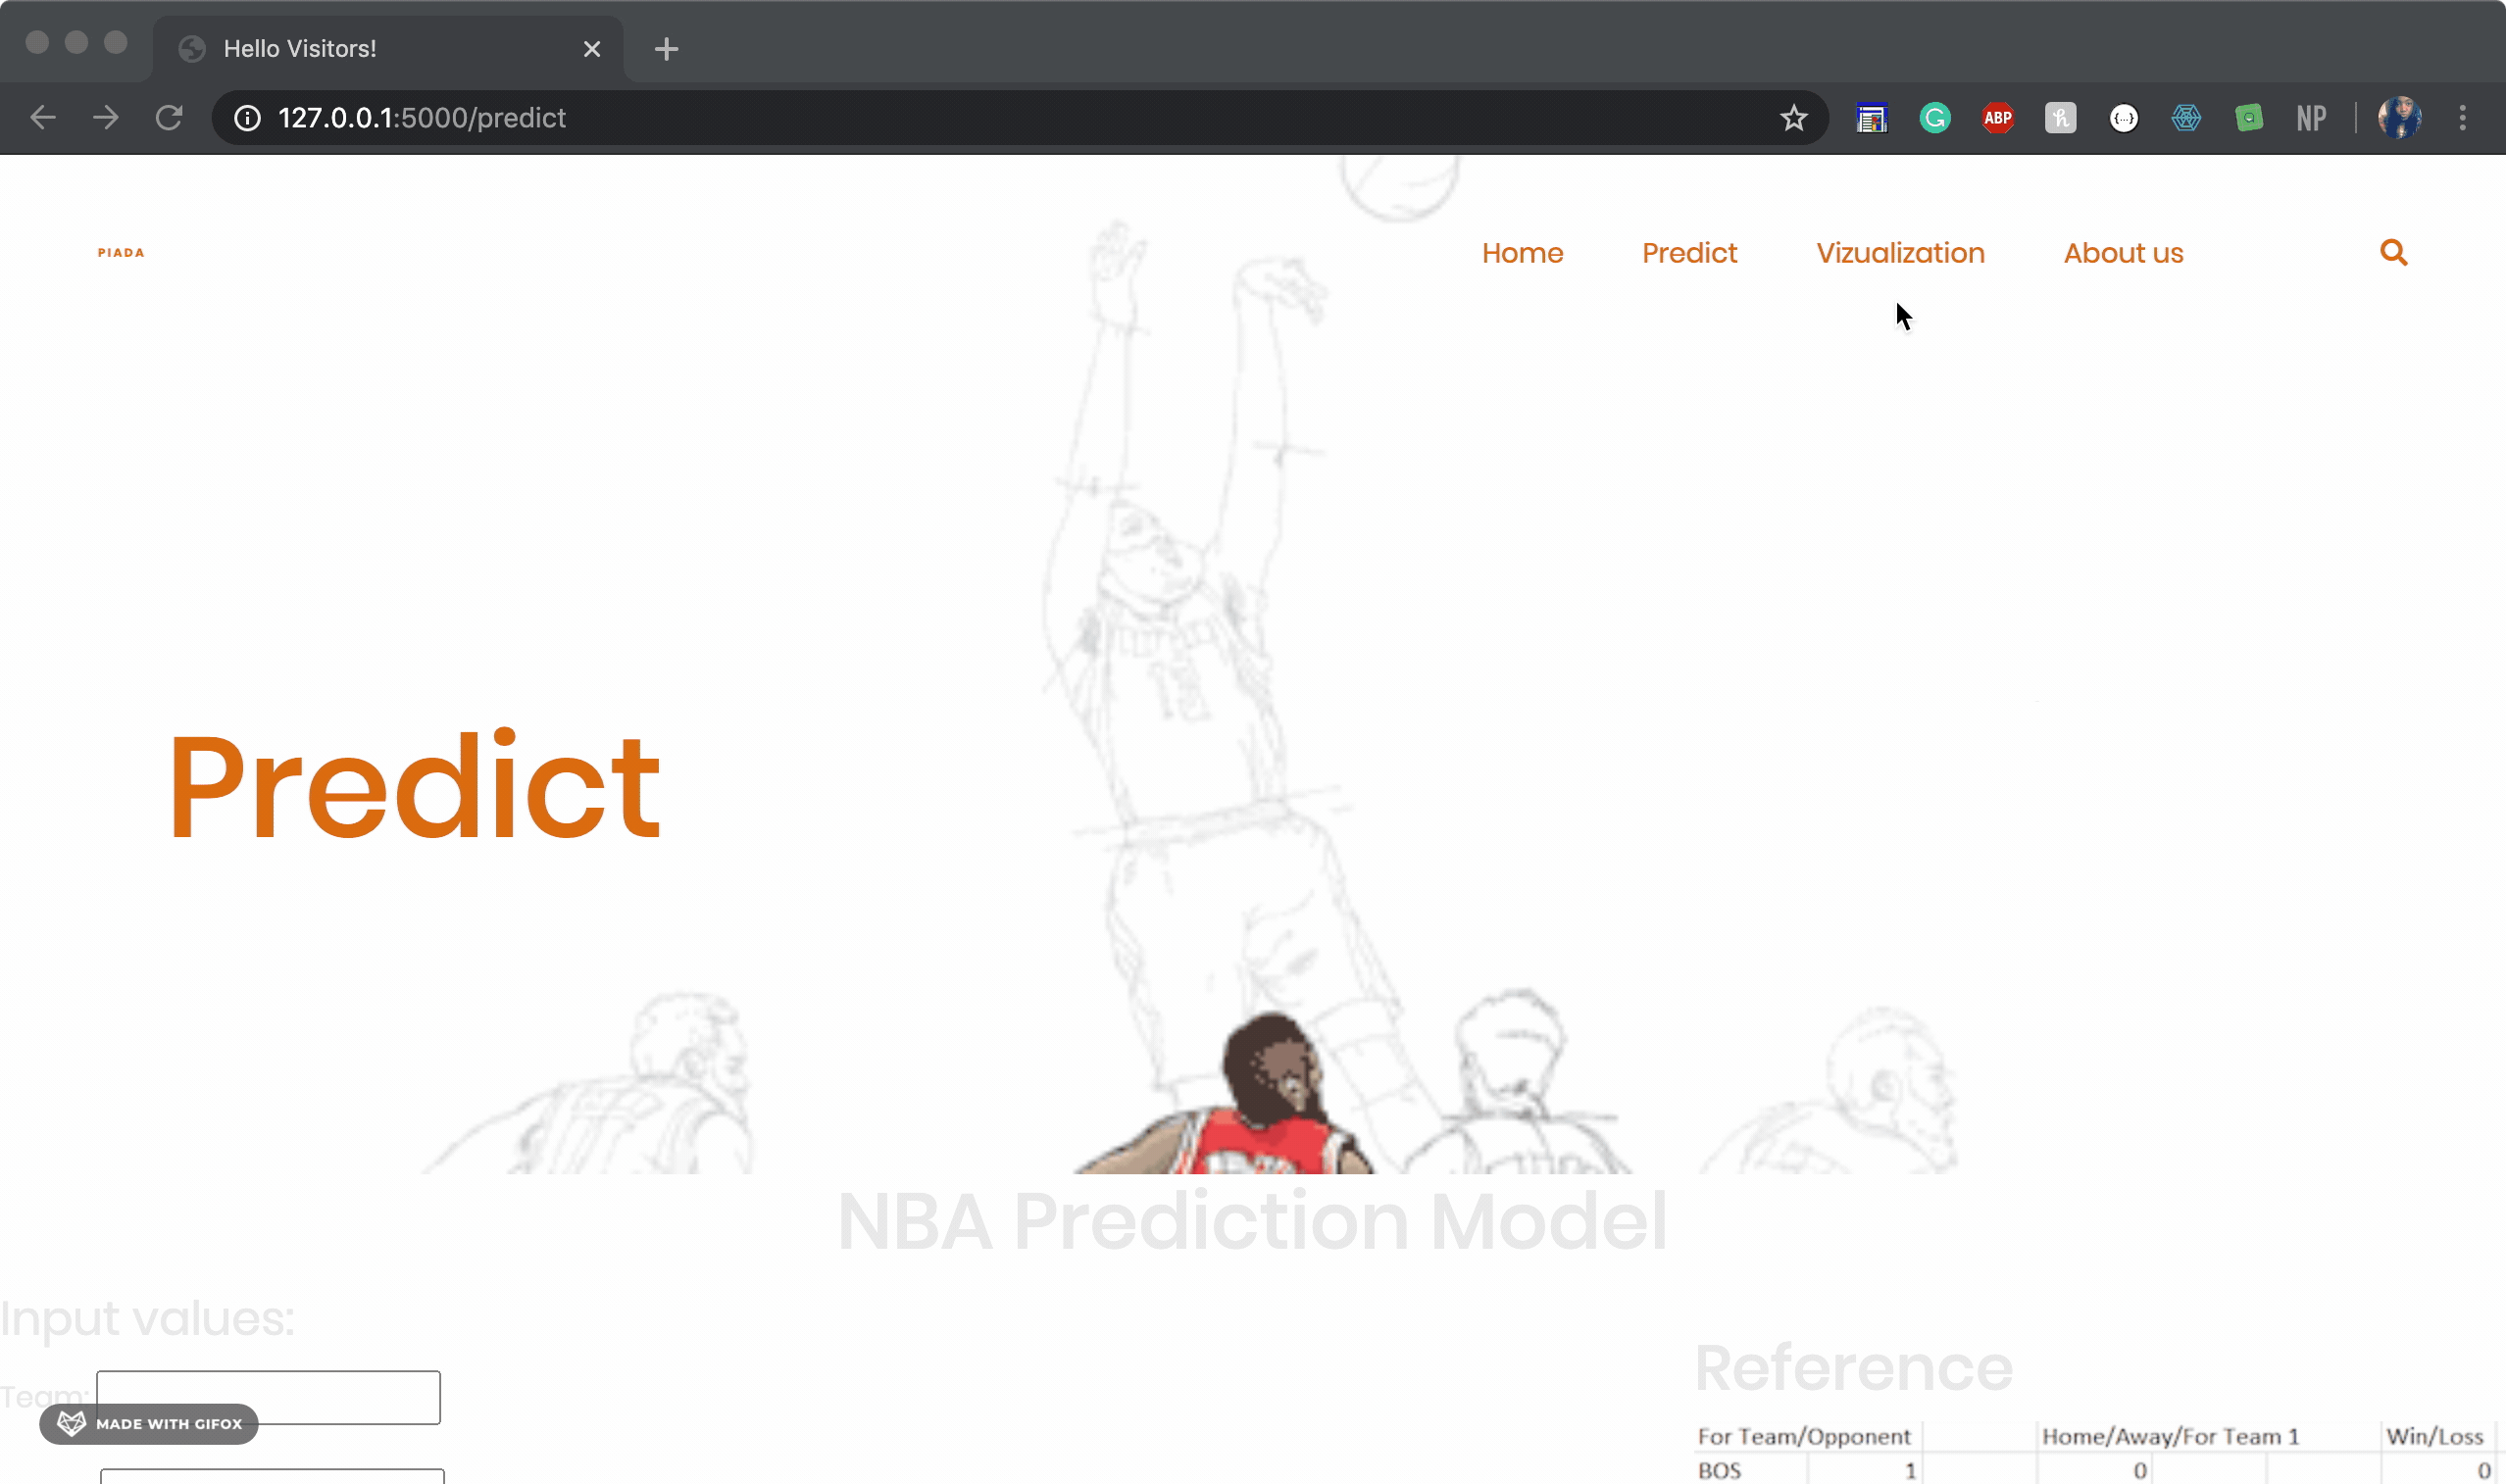 Hello Visitors!
127.0.0.1:5000/predict
ABP
NP
PIADA
Home
Predict
Vizualization
About us
Predict
NBA Prediction Model
Input values:
Team:
MADE WITH GIFOX
Reference
For Team/Opponent Home/Away/For Team 1 Win/Loss
BOS 1 0 0